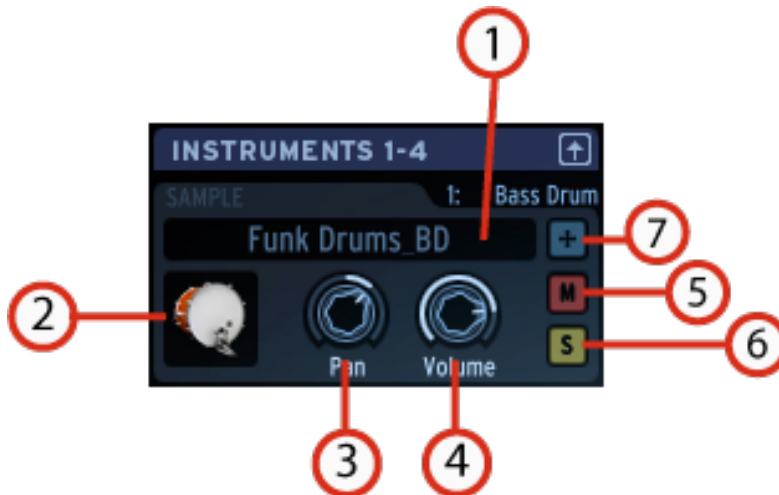 1
INSTRUMENTS 1-4
SAMPLE 1: Bass Drum
Funk Drums_BD + 7
M 5
2
S 6
Pan Volume
3 4